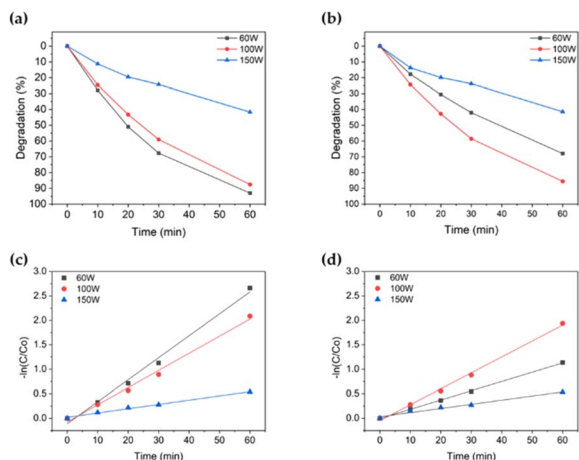 (a)
60W
100W
150W
0
10
20
30
40
50
60
70
80
90
100
Degradation (%)
0 10 20 30 40 50 60
Time (min)
(b)
60W
100W
150W
0
10
20
30
40
50
60
70
80
90
100
Degradation (%)
0 10 20 30 40 50 60
Time (min)
(c)
60W
100W
150W
3.0
2.5
2.0
1.5
1.0
0.5
0.0
-ln(C/Co)
0 10 20 30 40 50 60
Time (min)
(d)
60W
100W
150W
3.0
2.5
2.0
1.5
1.0
0.5
0.0
-ln(C/Co)
0 10 20 30 40 50 60
Time (min)